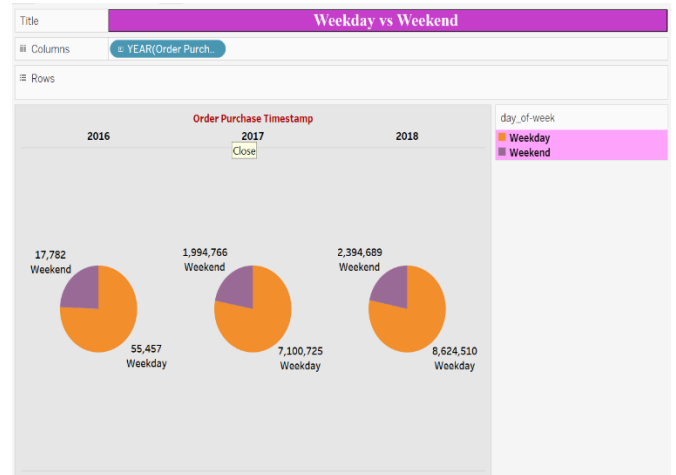 Title
Weekday vs Weekend
Columns
YEAR(Order Purch..
Rows
Order Purchase Timestamp
2016 2017 2018
Close
day_of-week
Weekday
Weekend
17,782
Weekend
1,994,766
Weekend
2,394,689
Weekend
55,457
Weekday
7,100,725
Weekday
8,624,510
Weekday